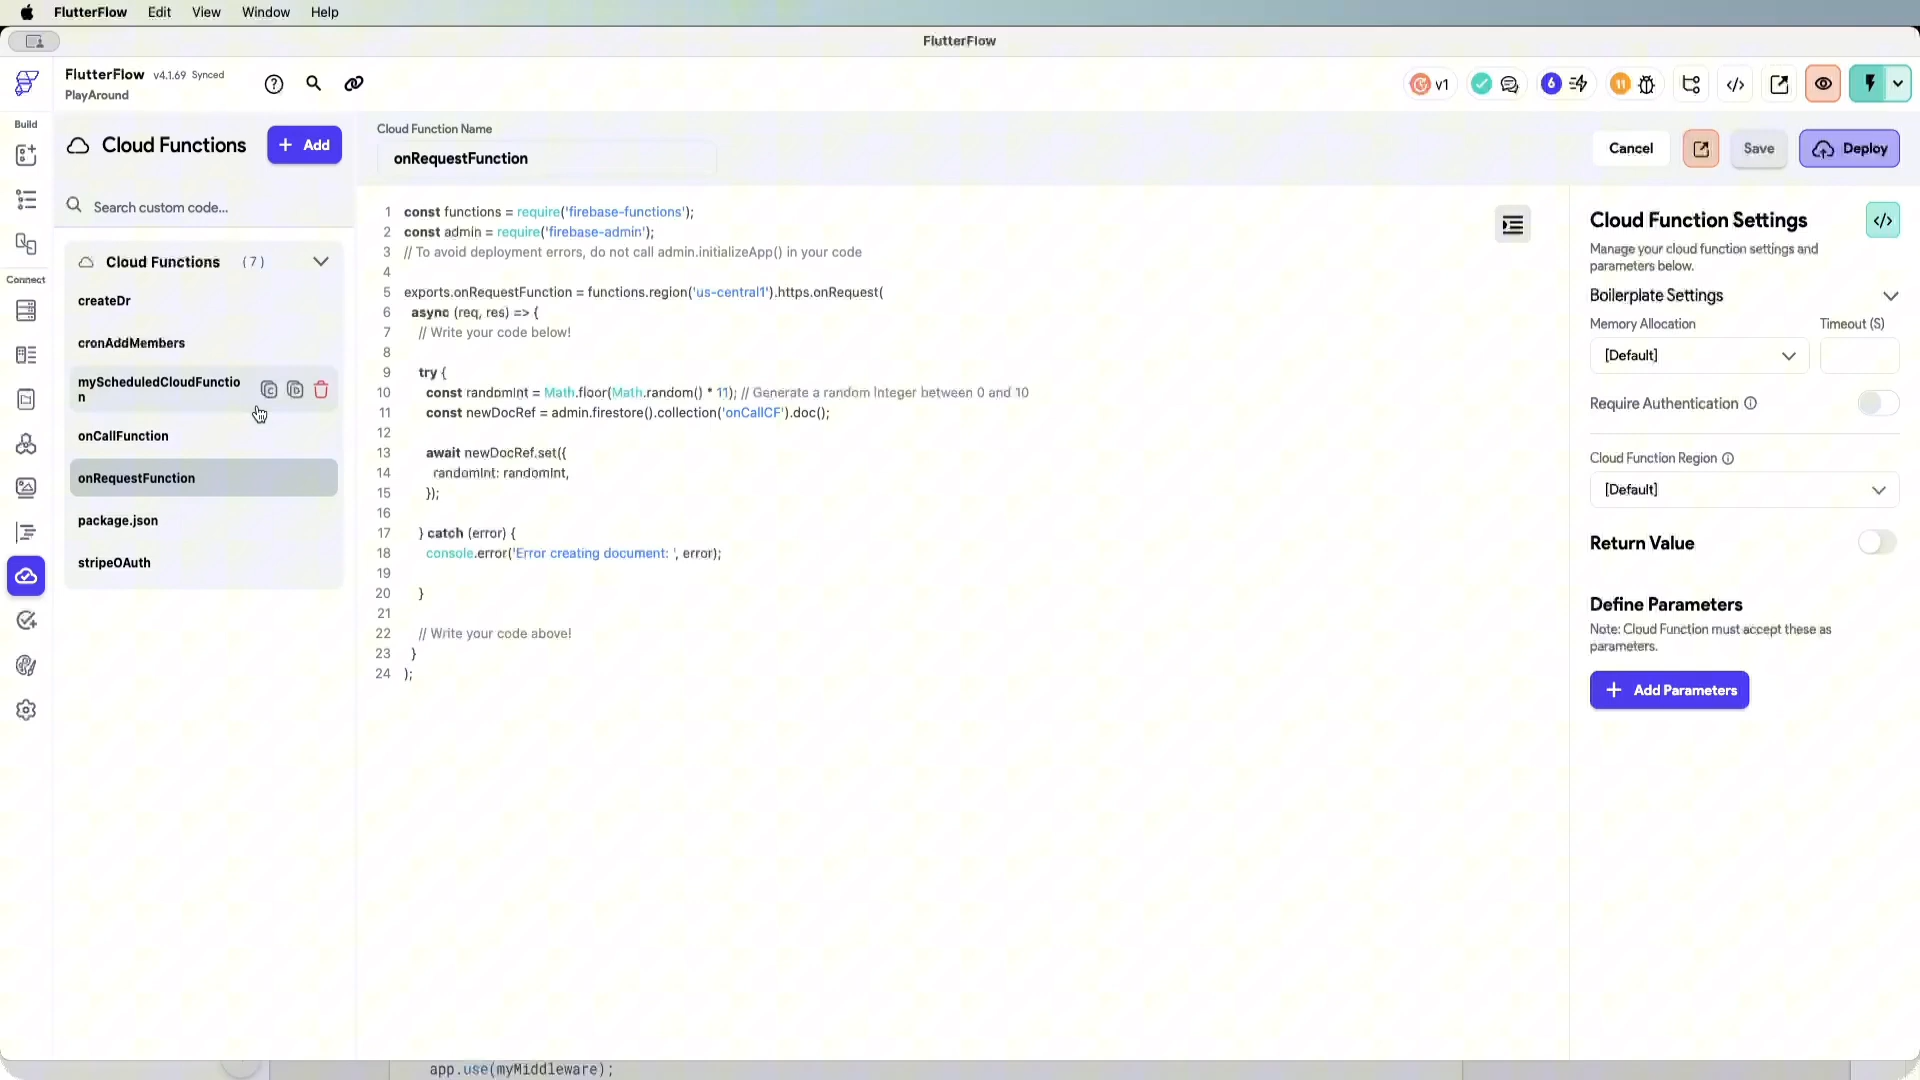 FlutterFlow Edit View Window Help
FlutterFlow
FlutterFlow v4.1.69 Synced
PlayAround
v1
6
11
Build
Connect
Cloud Functions
+ Add
Search custom code...
Cloud Functions (7)
createDr
cronAddMembers
myScheduledCloudFunctio
n
onCallFunction
onRequestFunction
package.json
stripeOAuth
Cloud Function Name
onRequestFunction
Cancel
Save
Deploy
1 const functions = require('firebase-functions');
2 const admin = require('firebase-admin');
3 // To avoid deployment errors, do not call admin.initializeApp() in your code
4
5 exports.onRequestFunction = functions.region('us-central1').https.onRequest(
6 async (req, res) => {
7 // Write your code below!
8
9 try {
10 const randomInt = Math.floor(Math.random() * 11); // Generate a random integer between 0 and 10
11 const newDocRef = admin.firestore().collection('onCallCF').doc();
12
13 await newDocRef.set({
14 randomInt: randomInt,
15 });
16
17 } catch (error) {
18 console.error('Error creating document: ', error);
19
20 }
21
22 // Write your code above!
23 }
24 );
Cloud Function Settings
Manage your cloud function settings and
parameters below.
Boilerplate Settings
Memory Allocation Timeout (S)
[Default]
Require Authentication
Cloud Function Region
[Default]
Return Value
Define Parameters
Note: Cloud Function must accept these as
parameters.
+ Add Parameters
app.use(myMiddleware);